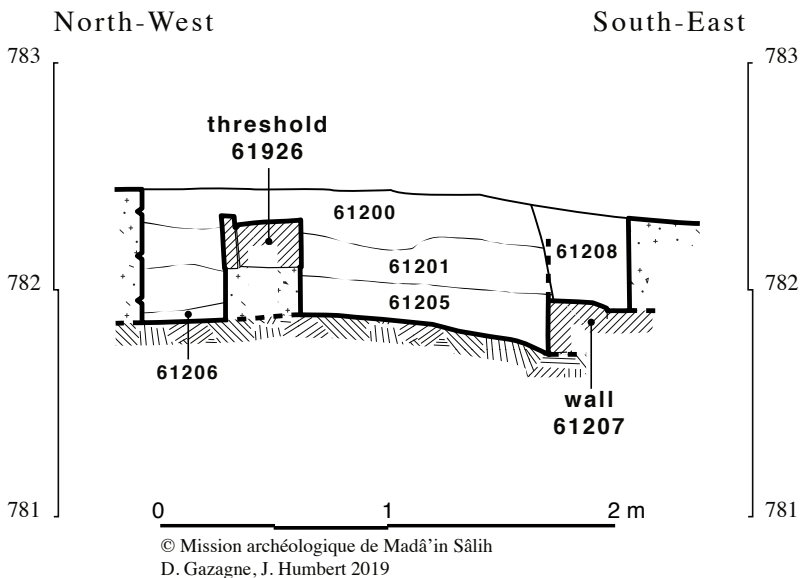 North-West South-East
783 783
threshold
61926
61200
61208
61201
782 782
61205
61206
wall
61207
781 781
0 1 2 m
© Mission archéologique de Madâ'in Sâlih
D. Gazagne, J. Humbert 2019